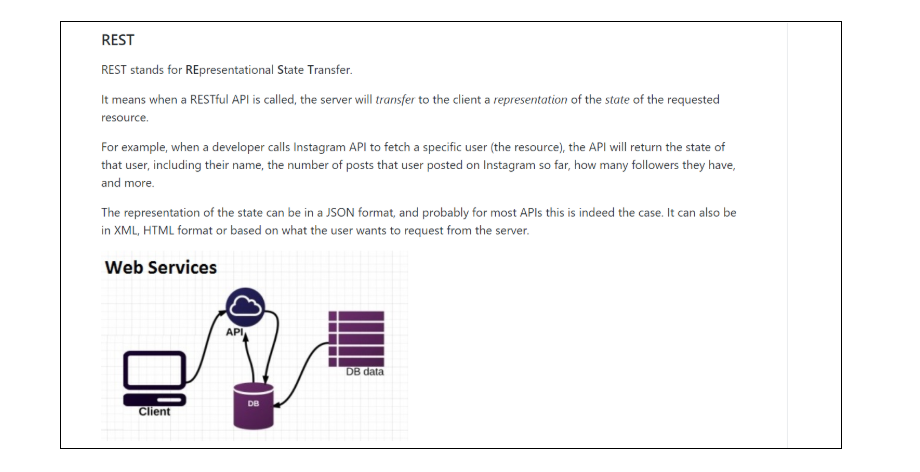 REST
REST stands for REpresentational State Transfer.
It means when a RESTful API is called, the server will transfer to the client a representation of the state of the requested
resource.
For example, when a developer calls Instagram API to fetch a specific user (the resource), the API will return the state of
that user, including their name, the number of posts that user posted on Instagram so far, how many followers they have,
and more.
The representation of the state can be in a JSON format, and probably for most APIs this is indeed the case. It can also be
in XML, HTML format or based on what the user wants to request from the server.
Web Services
API
DB data
DB
Client